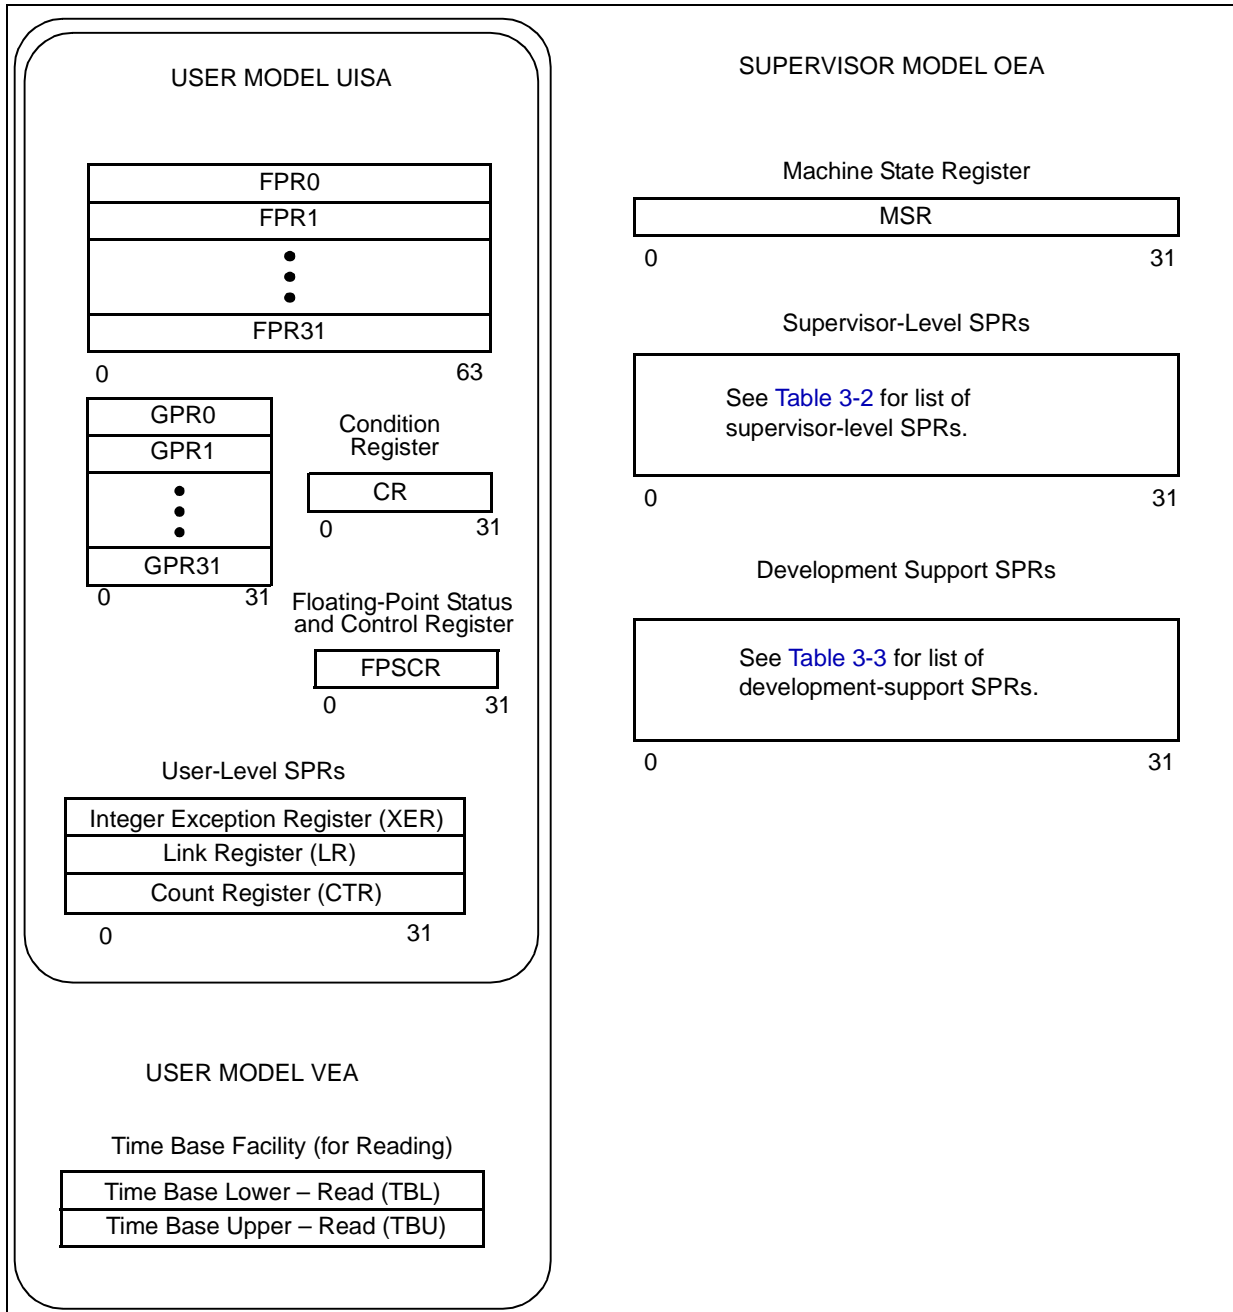 USER MODEL UISA
FPR0
FPR1
FPR31
0 63
GPR0
GPR1
GPR31
0 31
Condition
Register
CR
0 31
Floating-Point Status
and Control Register
FPSCR
0 31
User-Level SPRs
Integer Exception Register (XER)
Link Register (LR)
Count Register (CTR)
0 31
USER MODEL VEA
Time Base Facility (for Reading)
Time Base Lower – Read (TBL)
Time Base Upper – Read (TBU)
SUPERVISOR MODEL OEA
Machine State Register
MSR
0 31
Supervisor-Level SPRs
See Table 3-2 for list of
supervisor-level SPRs.
0 31
Development Support SPRs
See Table 3-3 for list of
development-support SPRs.
0 31